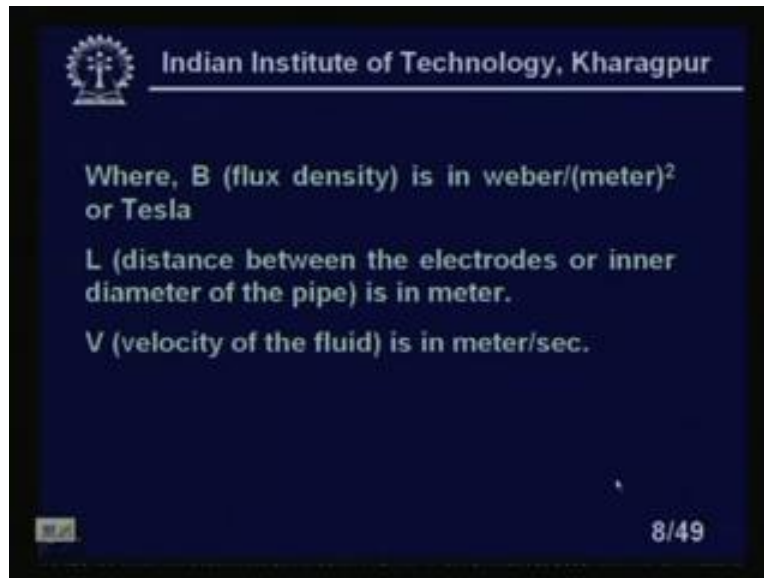 Indian Institute of Technology, Kharagpur
Where, B (flux density) is in weber/(meter)²
or Tesla
L (distance between the electrodes or inner
diameter of the pipe) is in meter.
V (velocity of the fluid) is in meter/sec.
8/49